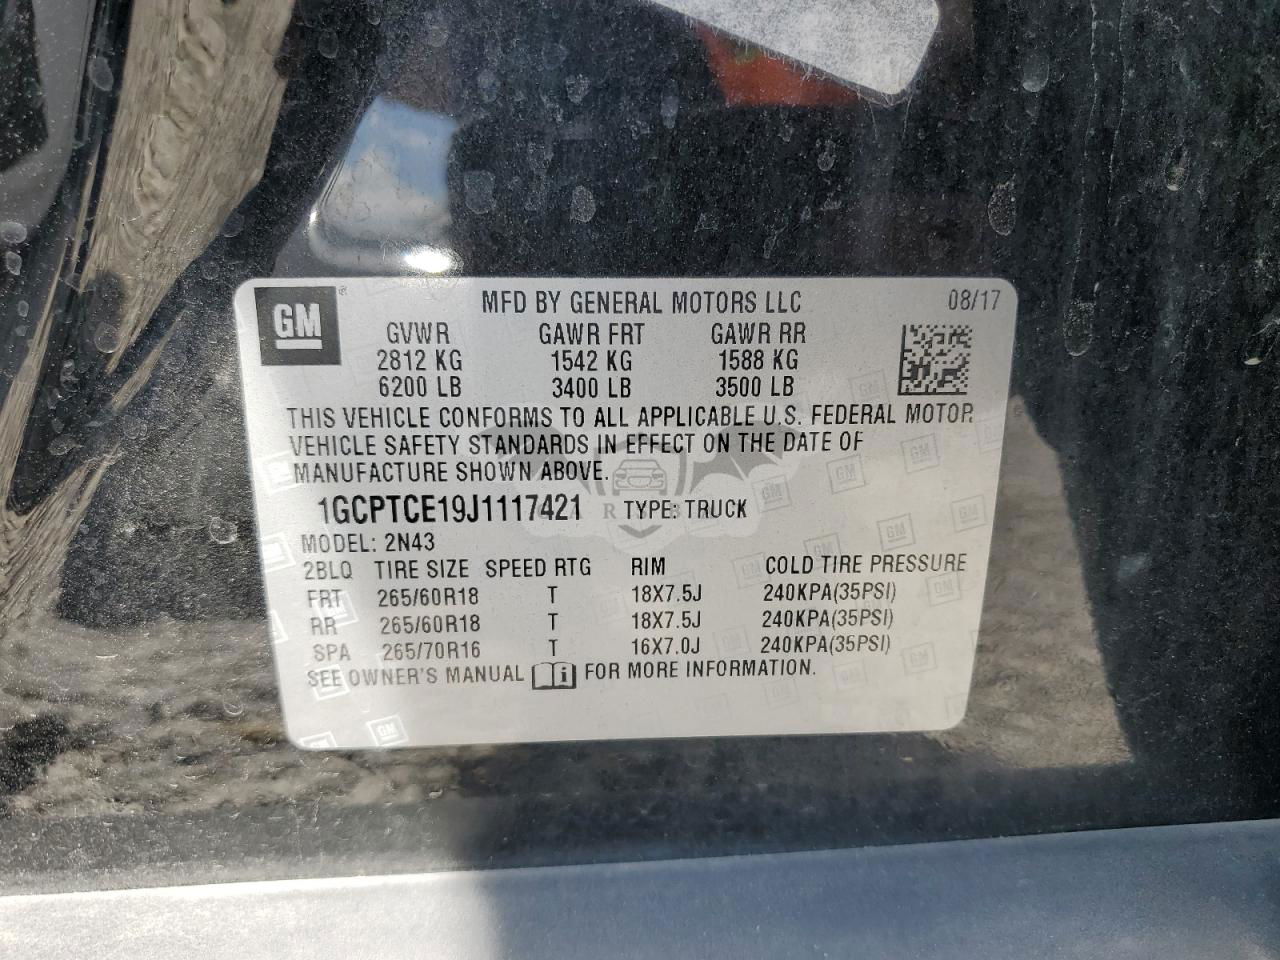 GM ® MFD BY GENERAL MOTORS LLC 08/17
GVWR GAWR FRT GAWR RR
2812 KG 1542 KG 1588 KG
6200 LB 3400 LB 3500 LB
THIS VEHICLE CONFORMS TO ALL APPLICABLE U.S. FEDERAL MOTOR
VEHICLE SAFETY STANDARDS IN EFFECT ON THE DATE OF
MANUFACTURE SHOWN ABOVE.
1GCPTCE19J1117421 TYPE: TRUCK
MODEL: 2N43
2BLQ TIRE SIZE SPEED RTG RIM COLD TIRE PRESSURE
FRT 265/60R18 T 18X7.5J 240KPA(35PSI)
RR 265/60R18 T 18X7.5J 240KPA(35PSI)
SPA 265/70R16 T 16X7.0J 240KPA(35PSI)
SEE OWNER'S MANUAL i FOR MORE INFORMATION.